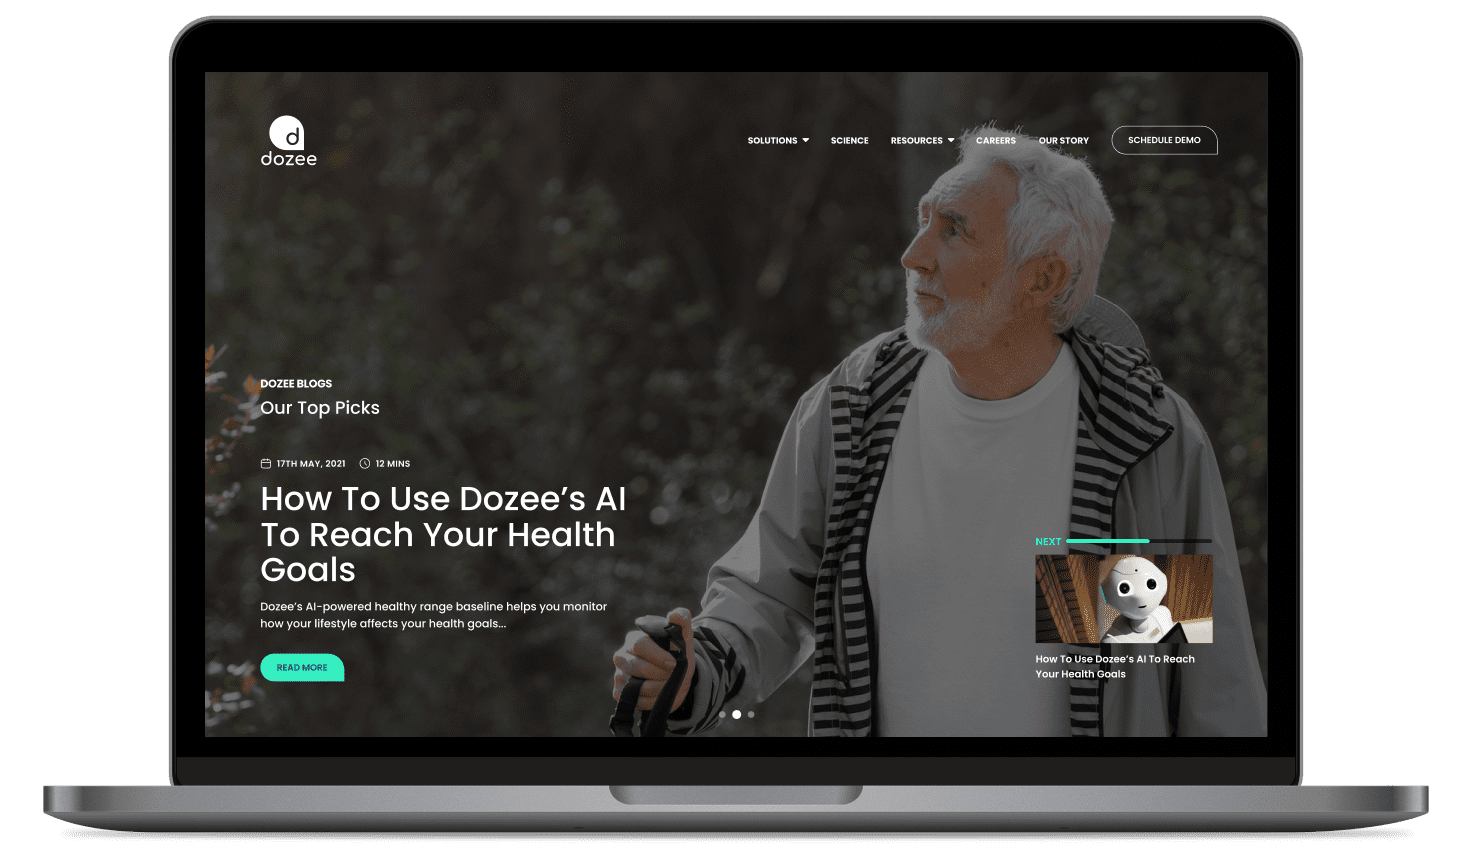 d
dozee
SOLUTIONS
SCIENCE
RESOURCES
CAREERS
OUR STORY
SCHEDULE DEMO
DOZEE BLOGS
Our Top Picks
17TH MAY, 2021
12 MINS
How To Use Dozee’s AI
To Reach Your Health
Goals
Dozee’s AI-powered healthy range baseline helps you monitor
how your lifestyle affects your health goals...
READ MORE
NEXT
How To Use Dozee’s AI To Reach
Your Health Goals